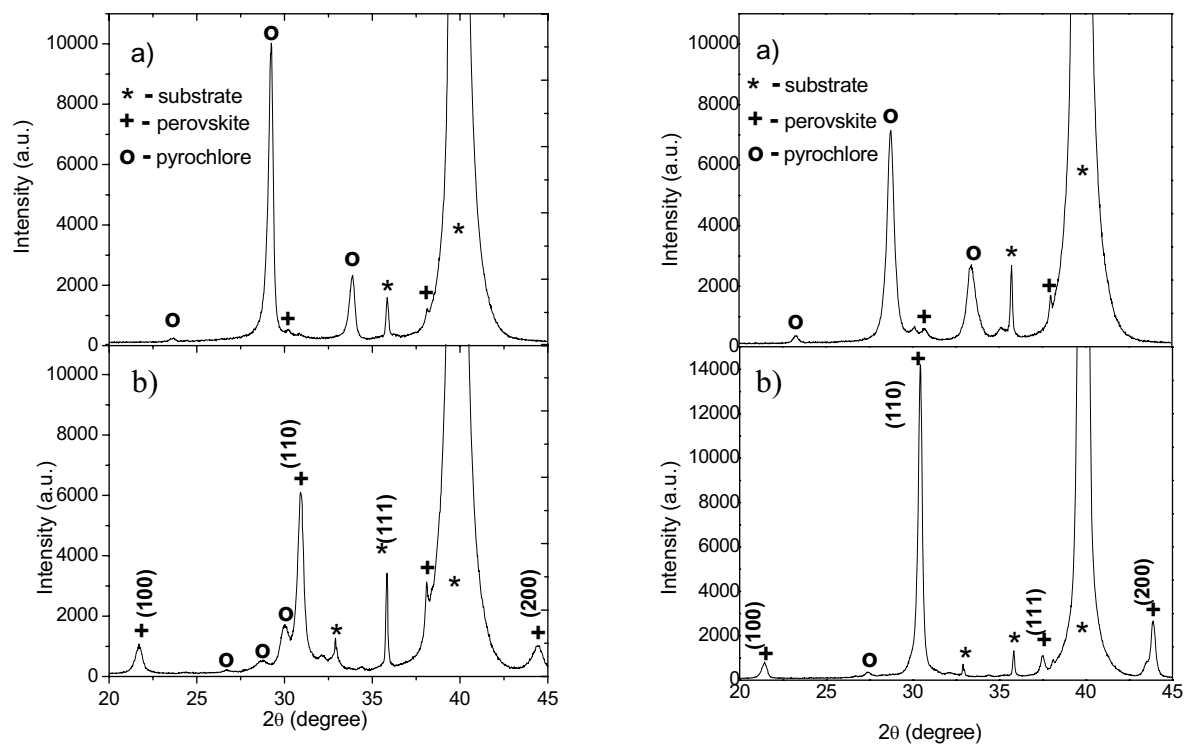 10000
8000
6000
4000
2000
0
Intensity (a.u.)
a)
* - substrate
+ - perovskite
o - pyrochlore
o
o
+
o
*
+
*
10000
8000
6000
4000
2000
0
Intensity (a.u.)
b)
+ (100)
o
o
o
+ (110)
*
* (111)
+
*
+ (200)
20 25 30 35 40 45
2θ (degree)
10000
8000
6000
4000
2000
0
Intensity (a.u.)
a)
* - substrate
+ - perovskite
o - pyrochlore
o
o
+
o
*
+
*
14000
12000
10000
8000
6000
4000
2000
0
Intensity (a.u.)
b)
+ (100)
o
+ (110)
*
*
+ (111)
*
+ (200)
20 25 30 35 40 45
2θ (degree)